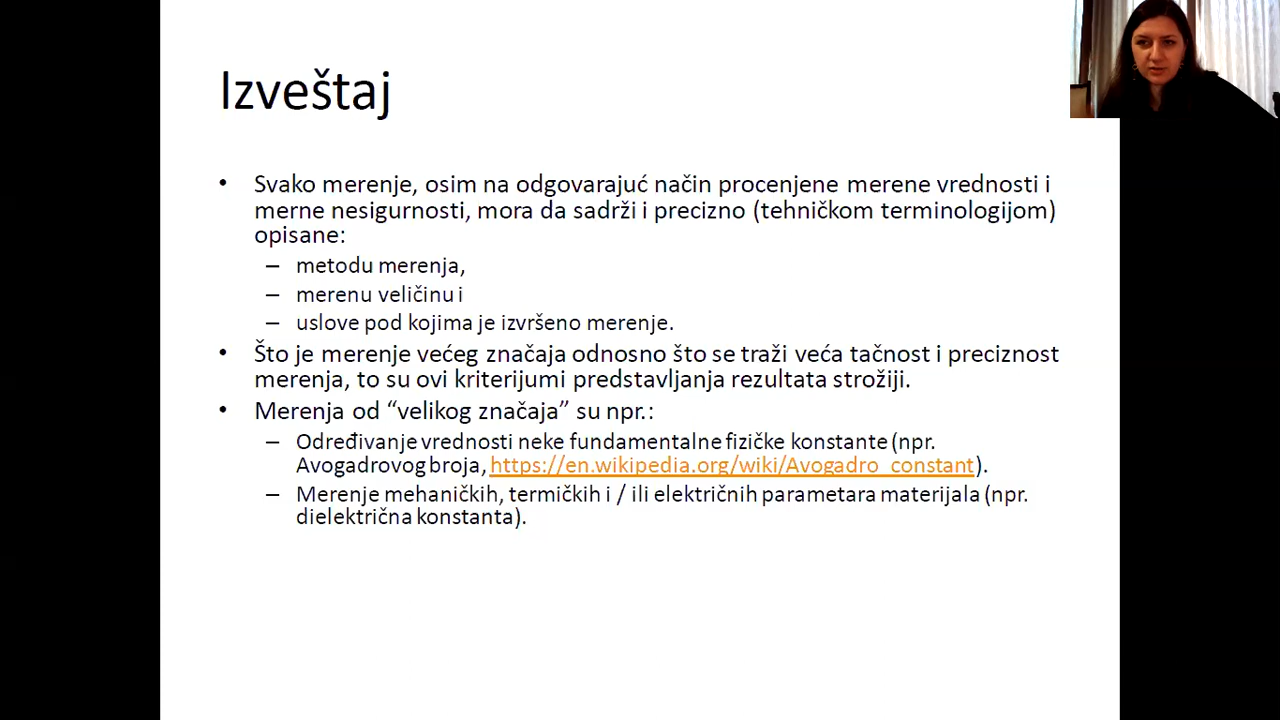 Izveštaj
• Svako merenje, osim na odgovarajuć način procenjene merene vrednosti i
merne nesigurnosti, mora da sadrži i precizno (tehničkom terminologijom)
opisane:
– metodu merenja,
– merenu veličinu i
– uslove pod kojima je izvršeno merenje.
• Što je merenje većeg značaja odnosno što se traži veća tačnost i preciznost
merenja, to su ovi kriterijumi predstavljanja rezultata strožiji.
• Merenja od “velikog značaja” su npr.:
– Određivanje vrednosti neke fundamentalne fizičke konstante (npr.
Avogadrovog broja, https://en.wikipedia.org/wiki/Avogadro_constant).
– Merenje mehaničkih, termičkih i / ili električnih parametara materijala (npr.
dielektrična konstanta).